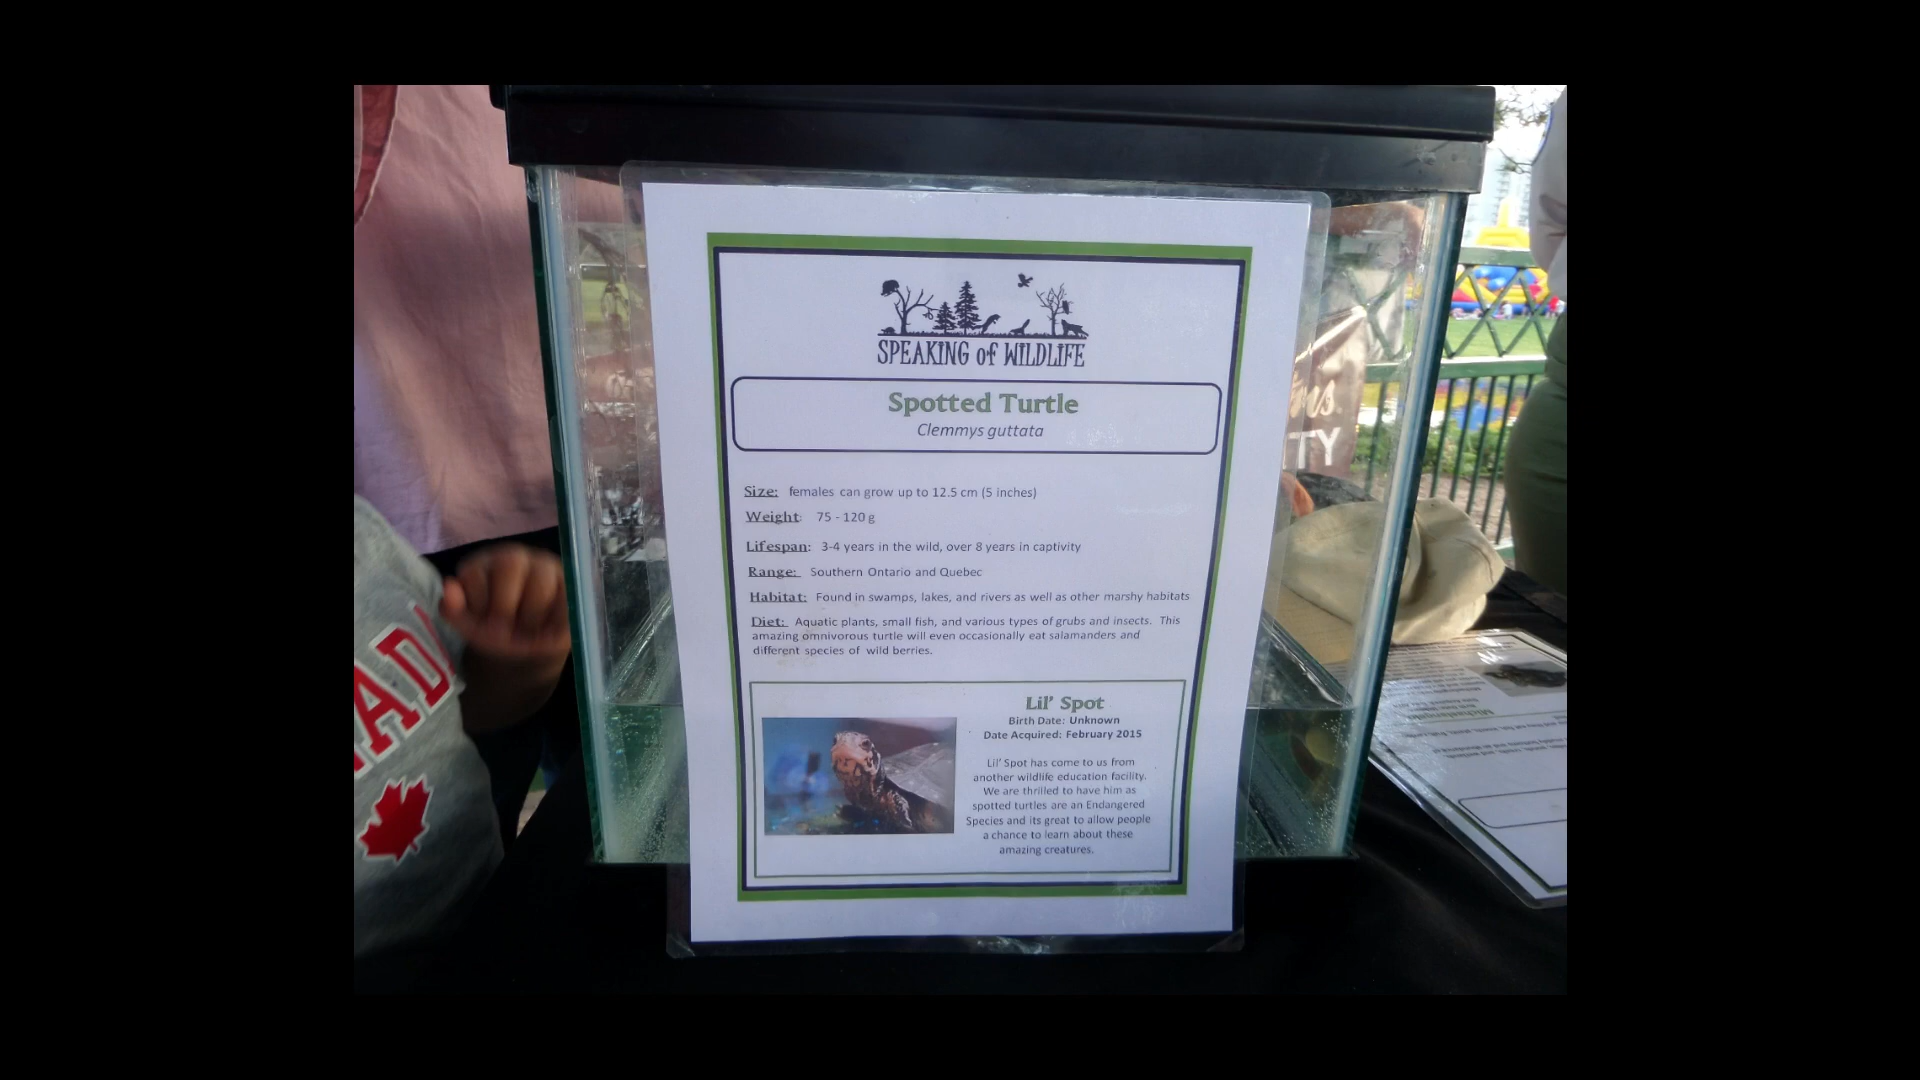 SPEAKING of WILDLIFE
Spotted Turtle
Clemmys guttata
Size: females can grow up to 12.5 cm (5 inches)
Weight: 75 - 120 g
Lifespan: 3-4 years in the wild, over 8 years in captivity
Range: Southern Ontario and Quebec
Habitat: Found in swamps, lakes, and rivers as well as other marshy habitats
Diet: Aquatic plants, small fish, and various types of grubs and insects. This
amazing omnivorous turtle will even occasionally eat salamanders and
different species of wild berries.
Lil' Spot
Birth Date: Unknown
Date Acquired: February 2015
Lil' Spot has come to us from
another wildlife education facility.
We are thrilled to have him as
spotted turtles are an Endangered
Species and its great to allow people
a chance to learn about these
amazing creatures.
NADA
TY